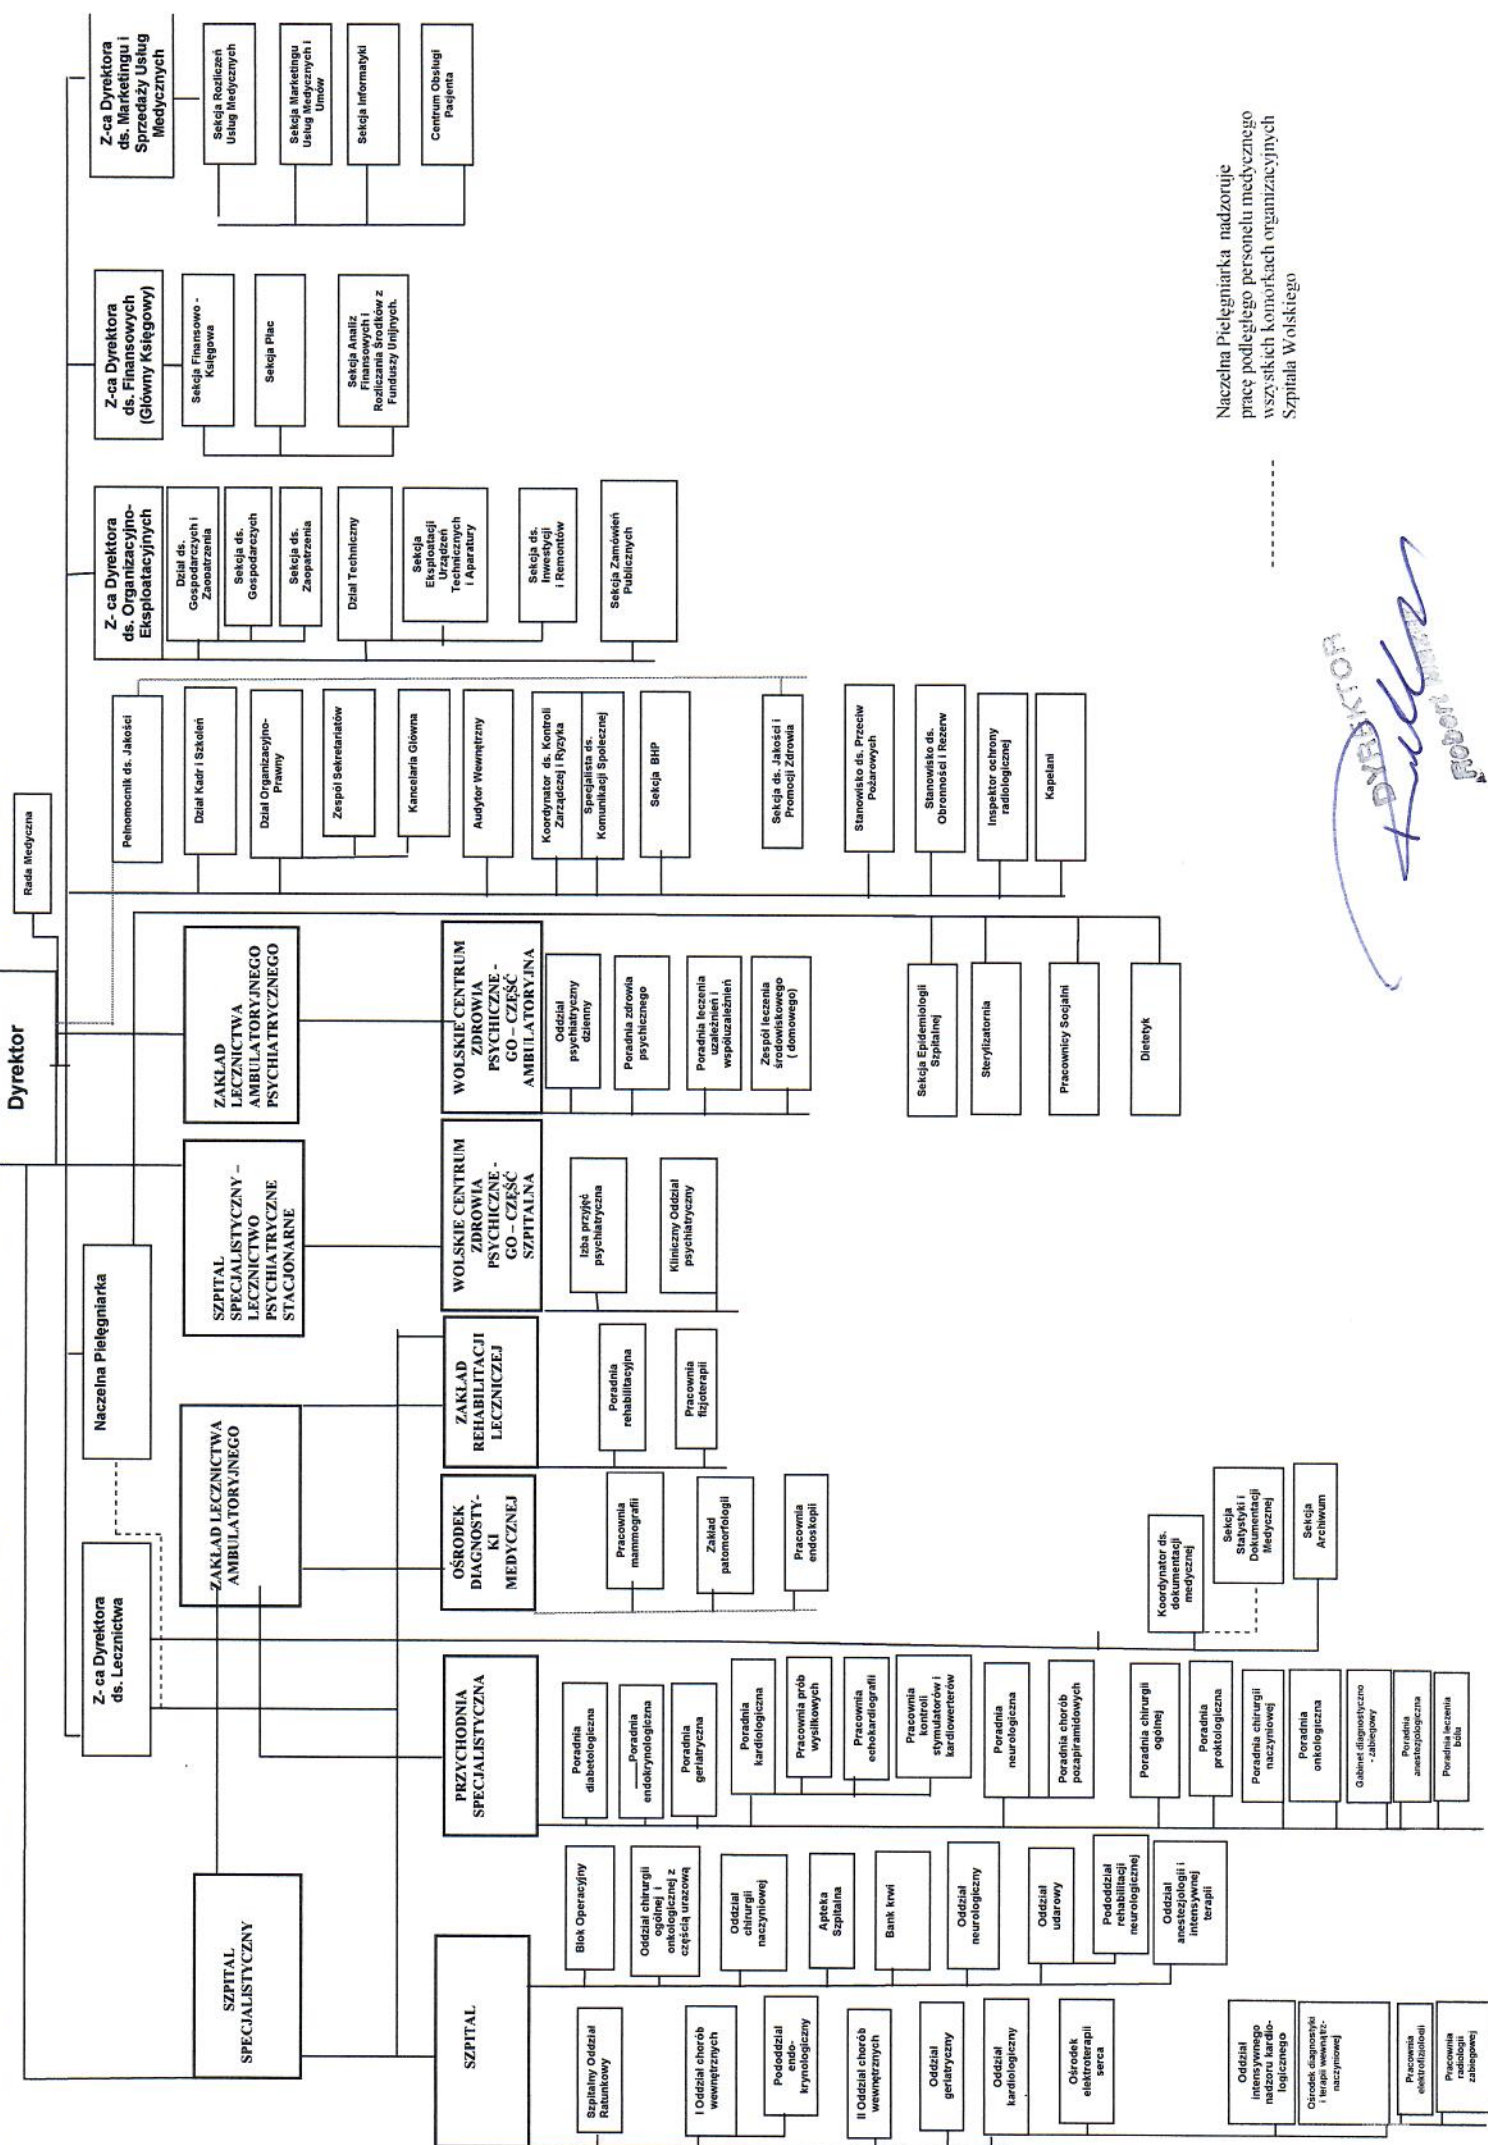 Dyrektor
Rada Medyczna
Z- ca Dyrektora
ds. Lecznictwa
Naczelna Pielęgniarka
Z- ca Dyrektora
ds. Organizacyjno-
Eksploatacyjnych
Z-ca Dyrektora
ds. Finansowych
(Główny Księgowy)
Z-ca Dyrektora
ds. Marketingu i
Sprzedaży Usług
Medycznych
SZPITAL
SPECJALISTYCZNY
ZAKŁAD LECZNICTWA
AMBULATORYJNEGO
SZPITAL
SPECJALISTYCZNY –
LECZNICTWO
PSYCHIATRYCZNE
STACJONARNE
ZAKŁAD
LECZNICTWA
AMBULATORYJNEGO
PSYCHIATRYCZNEGO
SZPITAL
PRZYCHODNIA
SPECJALISTYCZNA
OŚRODEK
DIAGNOSTY-
KI
MEDYCZNEJ
ZAKŁAD
REHABILITACJI
LECZNICZEJ
WOLSKIE CENTRUM
ZDROWIA
PSYCHICZNE -
GO – CZĘŚĆ
SZPITALNA
WOLSKIE CENTRUM
ZDROWIA
PSYCHICZNE -
GO – CZĘŚĆ
AMBULATORYJNA
Szpitalny Oddział
Ratunkowy
I Oddział chorób
wewnętrznych
Pododdział
endo-
krynologiczny
II Oddział chorób
wewnętrznych
Oddział
geriatryczny
Oddział
kardiologiczny
Ośrodek
elektroterapii
serca
Oddział
intensywnego
nadzoru kardio-
logicznego
Ośrodek diagnostyki
i terapii wewnątrz-
naczyniowej
Pracownia
elektrofizjologii
Pracownia
radiologii
zabiegowej
Blok Operacyjny
Oddział chirurgii
ogólnej i
onkologicznej z
częścią urazową
Oddział
chirurgii
naczyniowej
Apteka
Szpitalna
Bank krwi
Oddział
neurologiczny
Oddział
udarowy
Pododdział
rehabilitacji
neurologicznej
Oddział
anestezjologii i
intensywnej
terapii
Poradnia
diabetologiczna
Poradnia
endokrynologiczna
Poradnia
geriatryczna
Poradnia
kardiologiczna
Pracownia prób
wysiłkowych
Pracownia
echokardiografii
Pracownia
kontroli
stymulatorów i
kardiowerterów
Poradnia
neurologiczna
Poradnia chorób
pozapiramidowych
Poradnia chirurgii
ogólnej
Poradnia
proktologiczna
Poradnia chirurgii
naczyniowej
Poradnia
onkologiczna
Gabinet diagnostyczno
- zabiegowy
Poradnia
anestezjologiczna
Poradnia leczenia
bólu
Pracownia
mammografii
Zakład
patomorfologii
Pracownia
endoskopii
Koordynator ds.
dokumentacji
medycznej
Sekcja
Statystyki i
Dokumentacji
Medycznej
Sekcja
Archiwum
Poradnia
rehabilitacyjna
Pracownia
fizjoterapii
Izba przyjęć
psychiatryczna
Kliniczny Oddział
psychiatryczny
Oddział
psychiatryczny
dzienny
Poradnia zdrowia
psychicznego
Poradnia leczenia
uzależnień i
współuzależnień
Zespół leczenia
środowiskowego
( domowego)
Sekcja Epidemiologii
Szpitalnej
Sterylizatornia
Pracownicy Socjalni
Dietetyk
Pełnomocnik ds. Jakości
Dział Kadr i Szkoleń
Dział Organizacyjno-
Prawny
Zespół Sekretariatów
Kancelaria Główna
Audytor Wewnętrzny
Koordynator ds. Kontroli
Zarządczej i Ryzyka
Specjalista ds.
Komunikacji Społecznej
Sekcja BHP
Sekcja ds. Jakości i
Promocji Zdrowia
Stanowisko ds. Przeciw
Pożarowych
Stanowisko ds.
Obronności i Rezerw
Inspektor ochrony
radiologicznej
Kapelani
Dział ds.
Gospodarczych i
Zaopatrzenia
Sekcja ds.
Gospodarczych
Sekcja ds.
Zaopatrzenia
Dział Techniczny
Sekcja
Eksploatacji
Urządzeń
Technicznych
i Aparatury
Sekcja ds.
Inwestycji
i Remontów
Sekcja Zamówień
Publicznych
Sekcja Finansowo -
Księgowa
Sekcja Płac
Sekcja Analiz
Finansowych i
Rozliczania Środków z
Funduszy Unijnych.
Sekcja Rozliczeń
Usług Medycznych
Sekcja Marketingu
Usług Medycznych i
Umów
Sekcja Informatyki
Centrum Obsługi
Pacjenta
Naczelna Pielęgniarka nadzoruje
pracę podległego personelu medycznego
wszystkich komórkach organizacyjnych
Szpitala Wolskiego
DYREKTOR
Robert